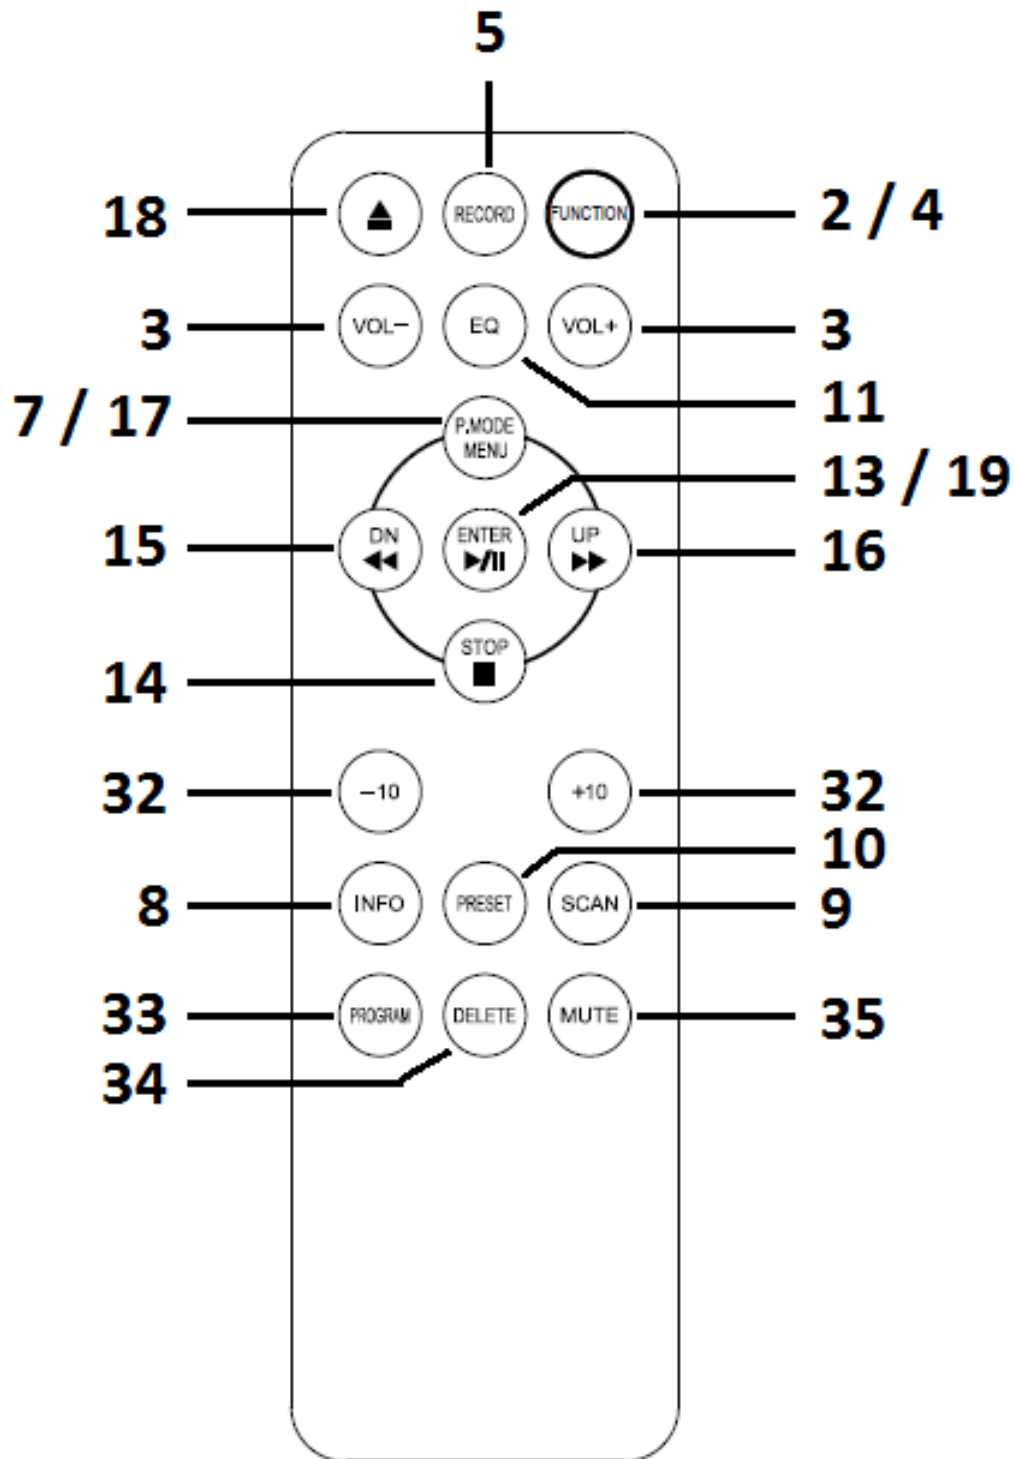 5
18
RECORD
FUNCTION
2 / 4
3
VOL−
EQ
VOL+
3
11
7 / 17
P.MODE
MENU
13 / 19
15
DN
ENTER
UP
16
STOP
14
32
−10
+10
32
10
8
INFO
PRESET
SCAN
9
33
PROGRAM
DELETE
MUTE
35
34